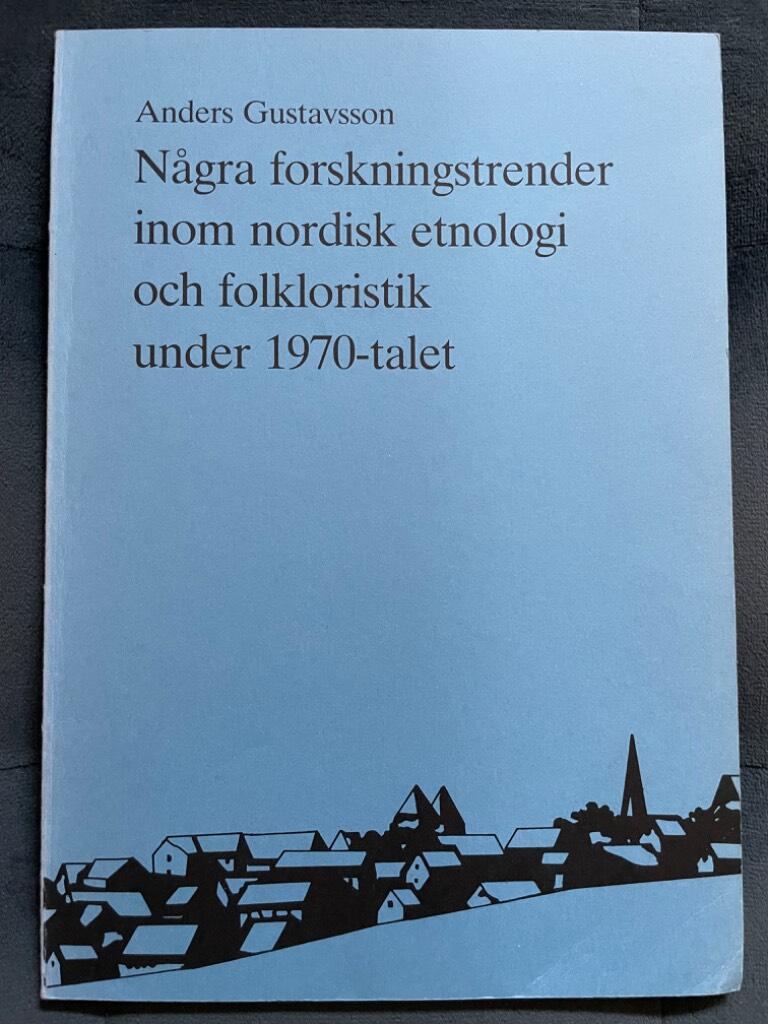 Anders Gustavsson
Några forskningstrender
inom nordisk etnologi
och folkloristik
under 1970-talet